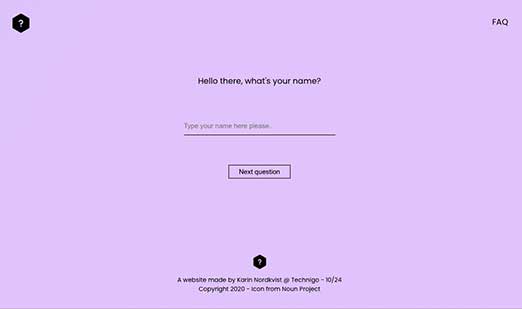 ?
FAQ
Hello there, what's your name?
Type your name here please..
Next question
?
A website made by Karin Nordkvist @ Technigo - 10/24
Copyright 2020 - Icon from Noun Project